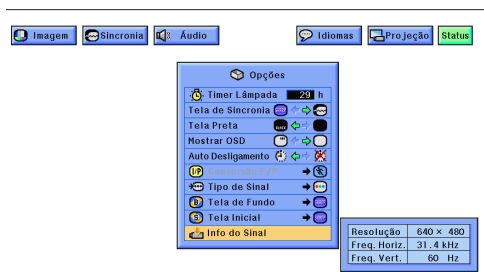 Imagem Sincronia Áudio Idiomas Projeção Status
Opções
Timer Lâmpada 29 h
Tela de Sincronia
Tela Preta
Mostrar OSD
Auto Desligamento
I/P
Tipo de Sinal
B Tela de Fundo
S Tela Inicial
Info do Sinal
Resolução 640 × 480
Freq. Horiz. 31.4 kHz
Freq. Vert. 60 Hz